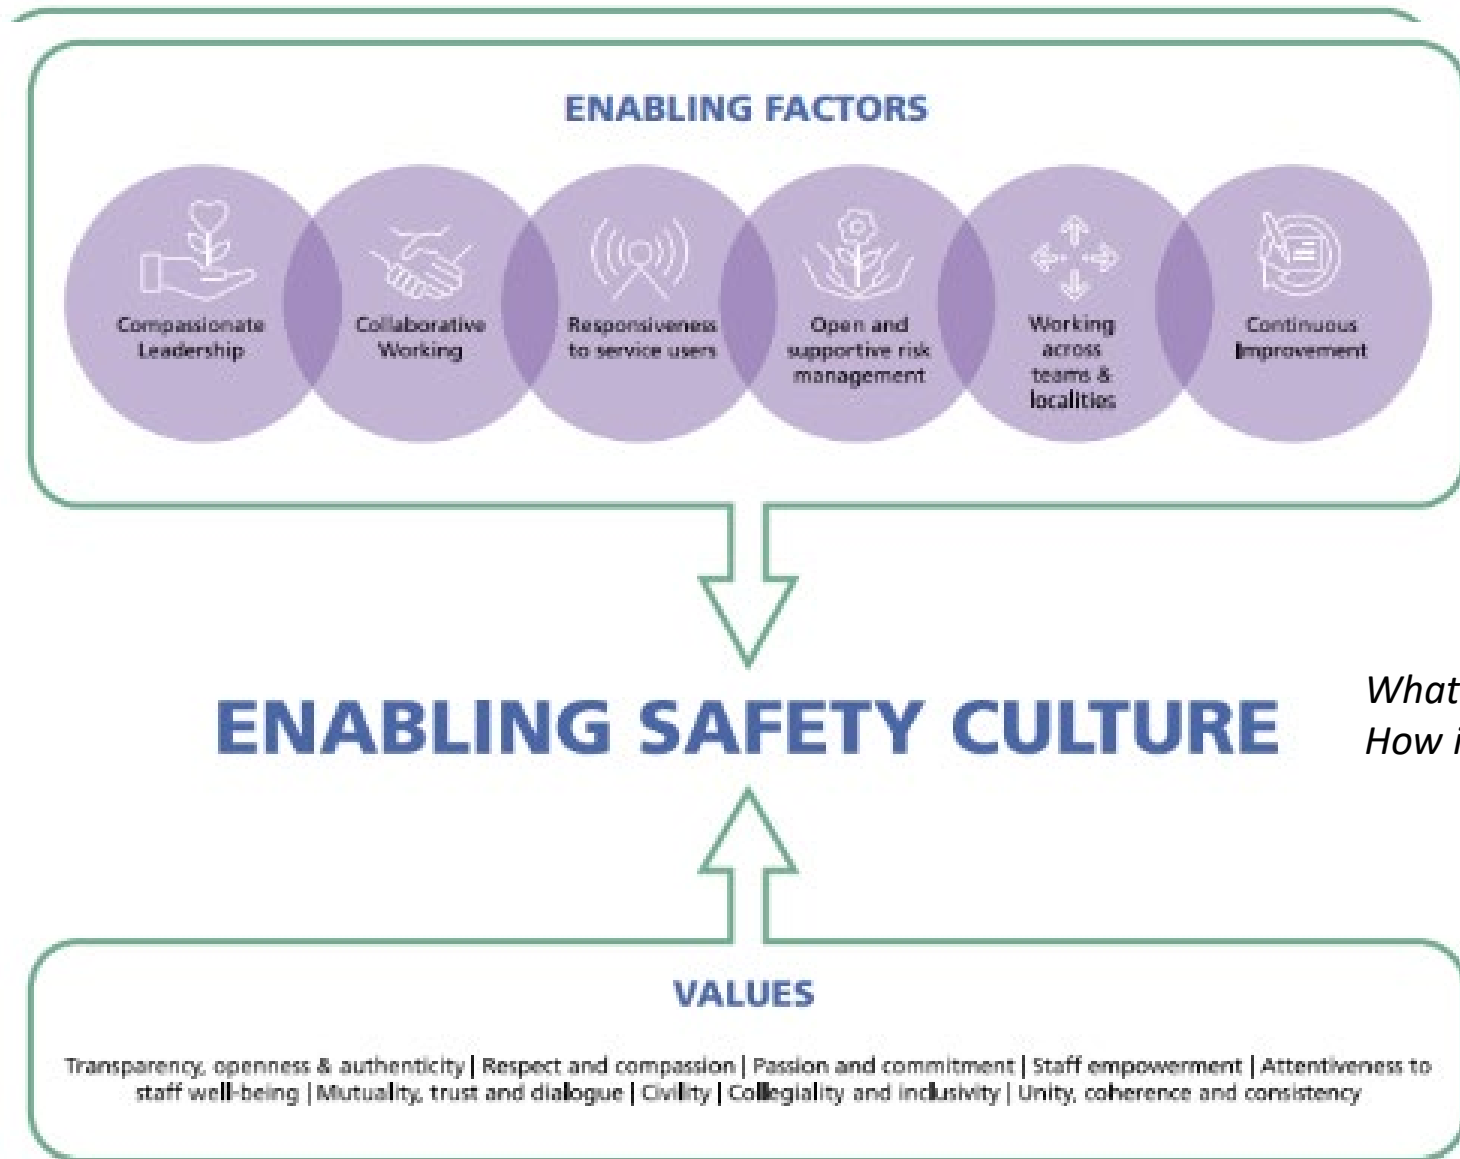 ENABLING FACTORS
Compassionate
Leadership
Collaborative
Working
Responsiveness
to service users
Open and
supportive risk
management
Working
across
teams &
localities
Continuous
Improvement
ENABLING SAFETY CULTURE
What
How i
VALUES
Transparency, openness & authenticity | Respect and compassion | Passion and commitment | Staff empowerment | Attentiveness to
staff well-being | Mutuality, trust and dialogue | Civility | Collegiality and inclusivity | Unity, coherence and consistency